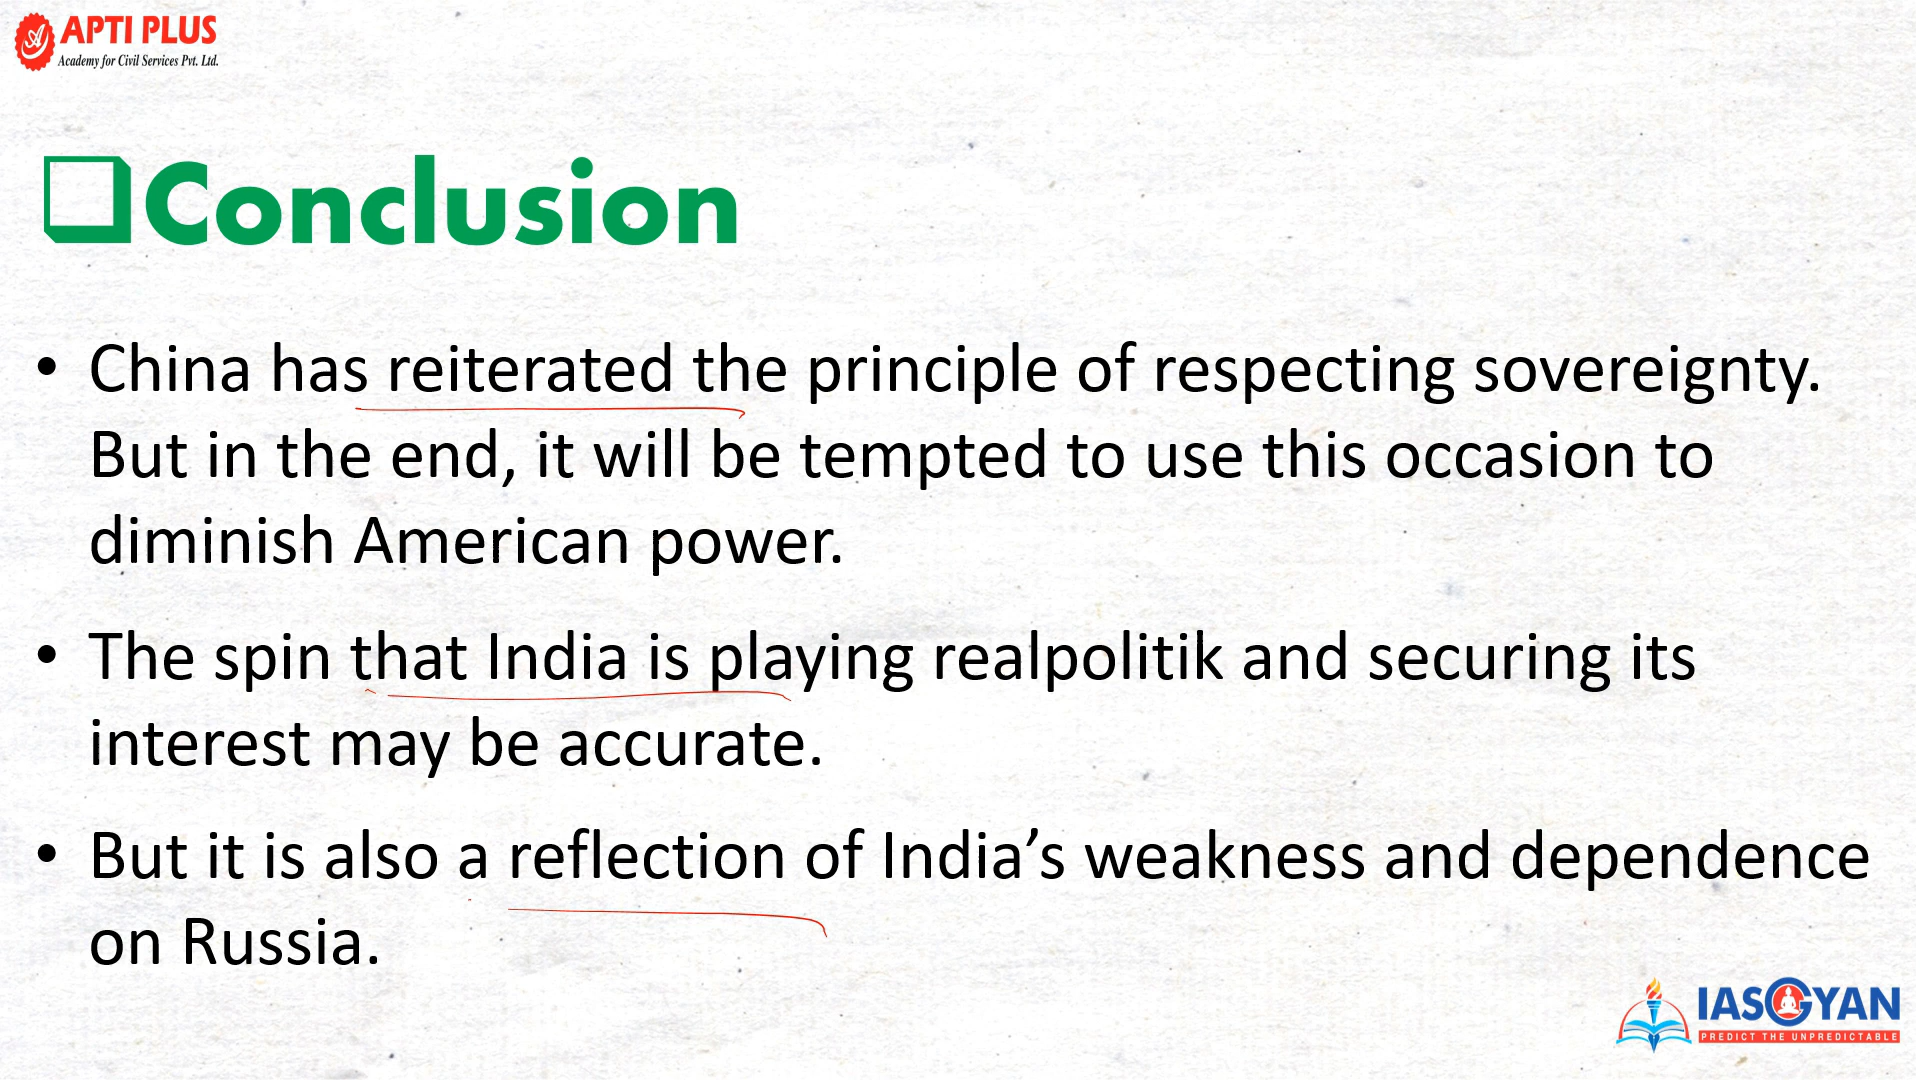 APTI PLUS
Academy for Civil Services Pvt. Ltd.
❑Conclusion
• China has reiterated the principle of respecting sovereignty.
But in the end, it will be tempted to use this occasion to
diminish American power.
• The spin that India is playing realpolitik and securing its
interest may be accurate.
• But it is also a reflection of India’s weakness and dependence
on Russia.
IASGYAN
PREDICT THE UNPREDICTABLE